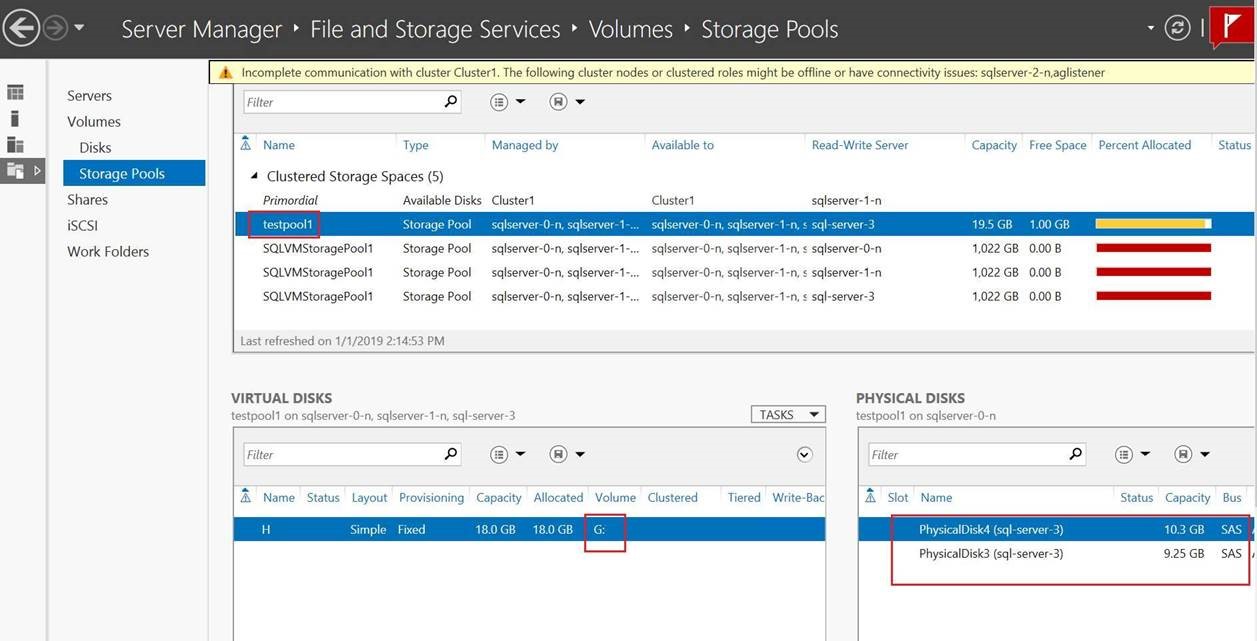 Server Manager ‣ File and Storage Services ‣ Volumes ‣ Storage Pools
Incomplete communication with cluster Cluster1. The following cluster nodes or clustered roles might be offline or have connectivity issues: sqlserver-2-n,aglistener
Servers
Volumes
Disks
Storage Pools
Shares
iSCSI
Work Folders
Filter
Name Type Managed by Available to Read-Write Server Capacity Free Space Percent Allocated Status
Clustered Storage Spaces (5)
Primordial Available Disks Cluster1 Cluster1 sqlserver-1-n
testpool1 Storage Pool sqlserver-0-n, sqlserver-1-... sqlserver-0-n, sqlserver-1-n, s sql-server-3 19.5 GB 1.00 GB
SQLVMStoragePool1 Storage Pool sqlserver-0-n, sqlserver-1-... sqlserver-0-n, sqlserver-1-n, s sqlserver-0-n 1,022 GB 0.00 B
SQLVMStoragePool1 Storage Pool sqlserver-0-n, sqlserver-1-... sqlserver-0-n, sqlserver-1-n, s sqlserver-1-n 1,022 GB 0.00 B
SQLVMStoragePool1 Storage Pool sqlserver-0-n, sqlserver-1-... sqlserver-0-n, sqlserver-1-n, s sql-server-3 1,022 GB 0.00 B
Last refreshed on 1/1/2019 2:14:53 PM
VIRTUAL DISKS
testpool1 on sqlserver-0-n, sqlserver-1-n, sql-server-3
TASKS
Filter
Name Status Layout Provisioning Capacity Allocated Volume Clustered Tiered Write-Bac
H Simple Fixed 18.0 GB 18.0 GB G:
PHYSICAL DISKS
testpool1 on sqlserver-0-n
Filter
Slot Name Status Capacity Bus
PhysicalDisk4 (sql-server-3) 10.3 GB SAS
PhysicalDisk3 (sql-server-3) 9.25 GB SAS